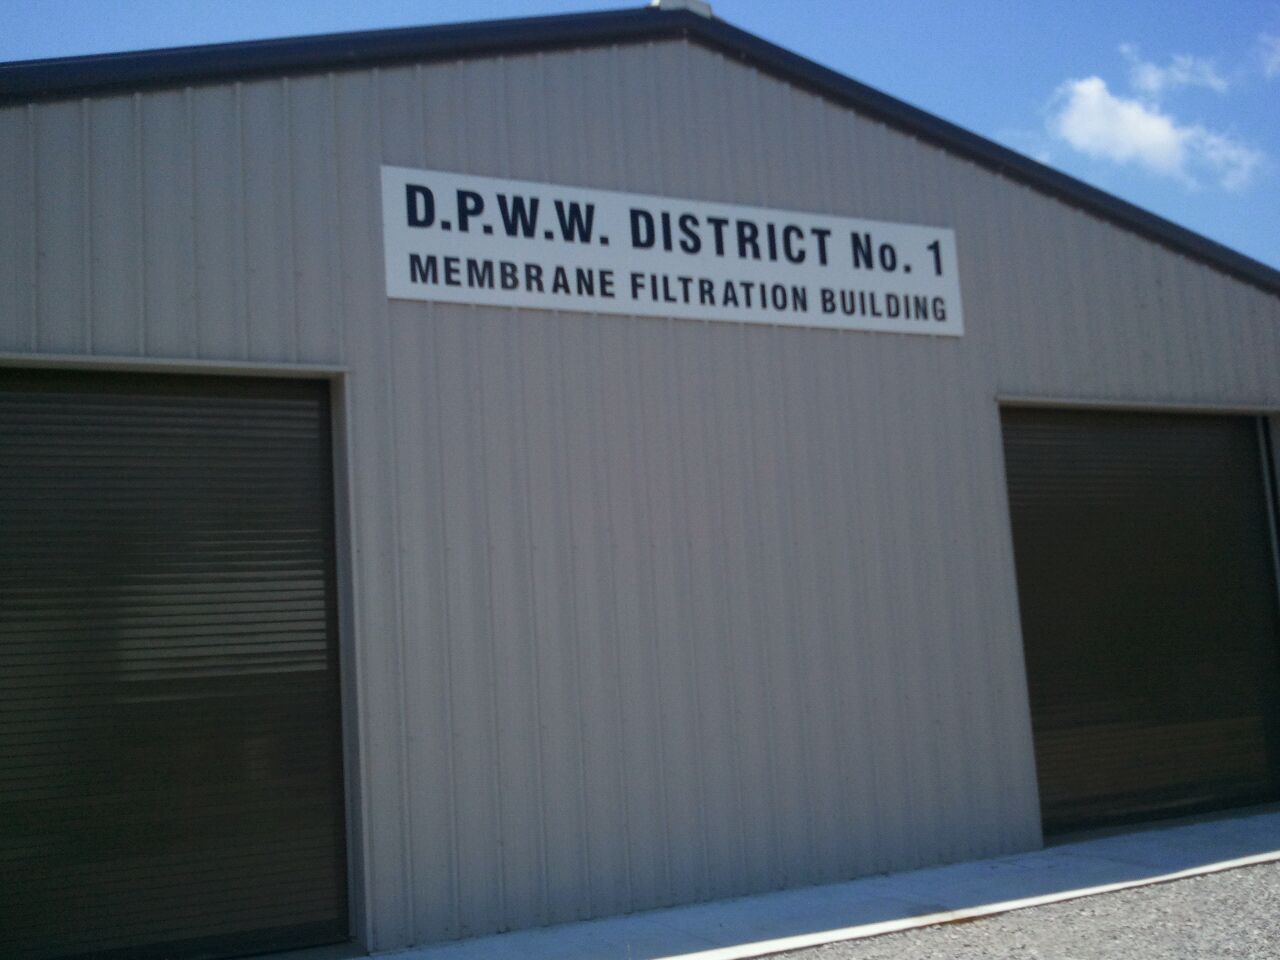 D.P.W.W. DISTRICT No. 1
MEMBRANE FILTRATION BUILDING